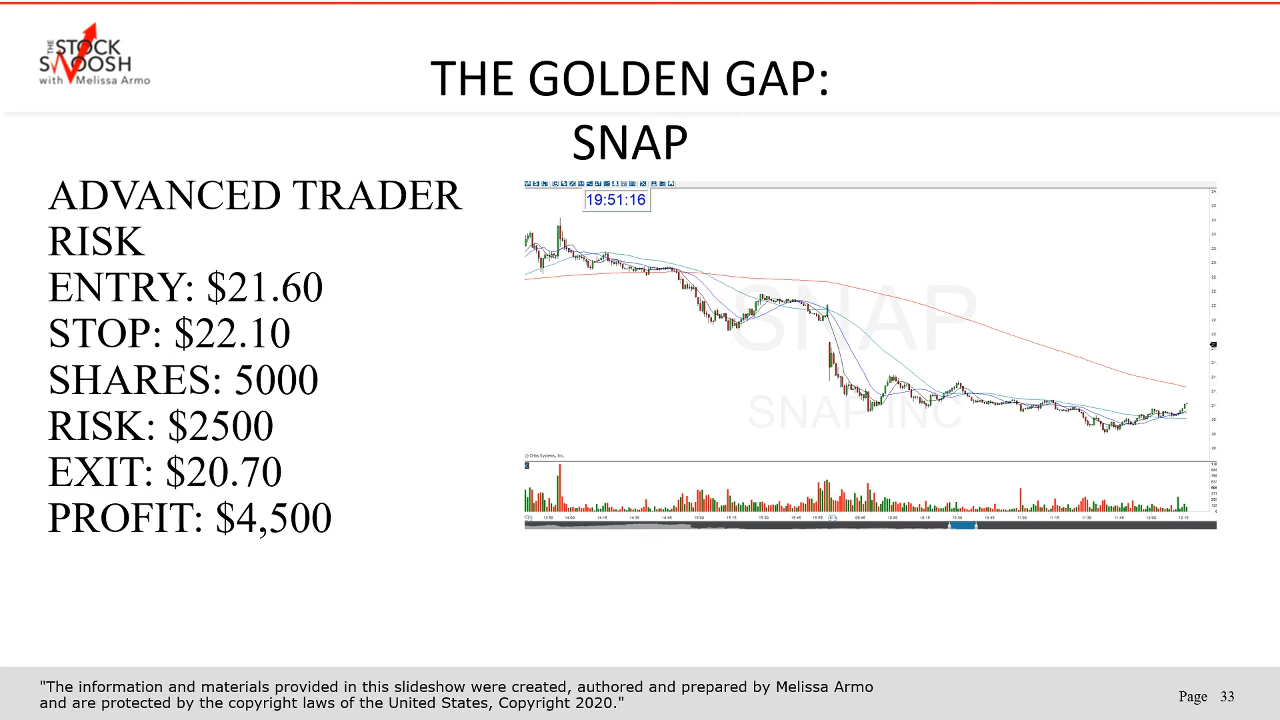 THE STOCK
SWOOSH
with Melissa Armo
THE GOLDEN GAP:
SNAP
ADVANCED TRADER
RISK
ENTRY: $21.60
STOP: $22.10
SHARES: 5000
RISK: $2500
EXIT: $20.70
PROFIT: $4,500
19:51:16
SNAP
SNAP INC
"The information and materials provided in this slideshow were created, authored and prepared by Melissa Armo
and are protected by the copyright laws of the United States, Copyright 2020."
Page 33